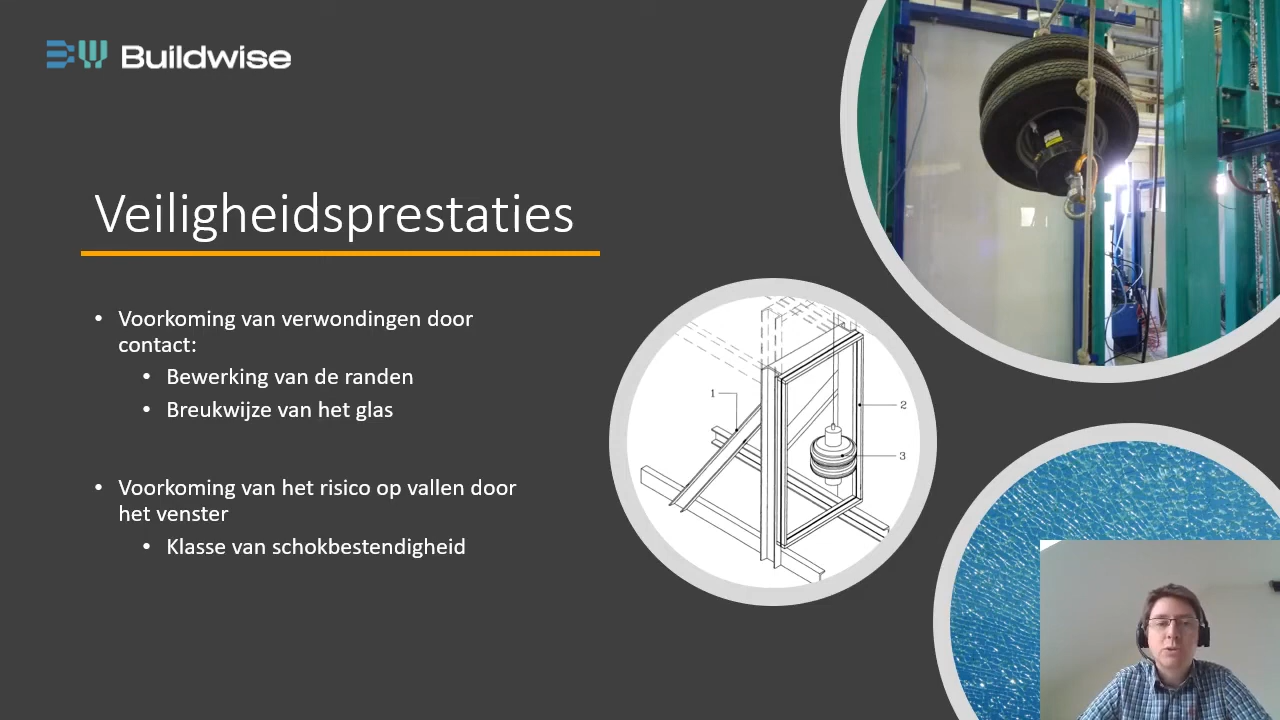 Buildwise
Veiligheidsprestaties
• Voorkoming van verwondingen door
contact:
• Bewerking van de randen
• Breukwijze van het glas
• Voorkoming van het risico op vallen door
het venster
• Klasse van schokbestendigheid
1
2
3